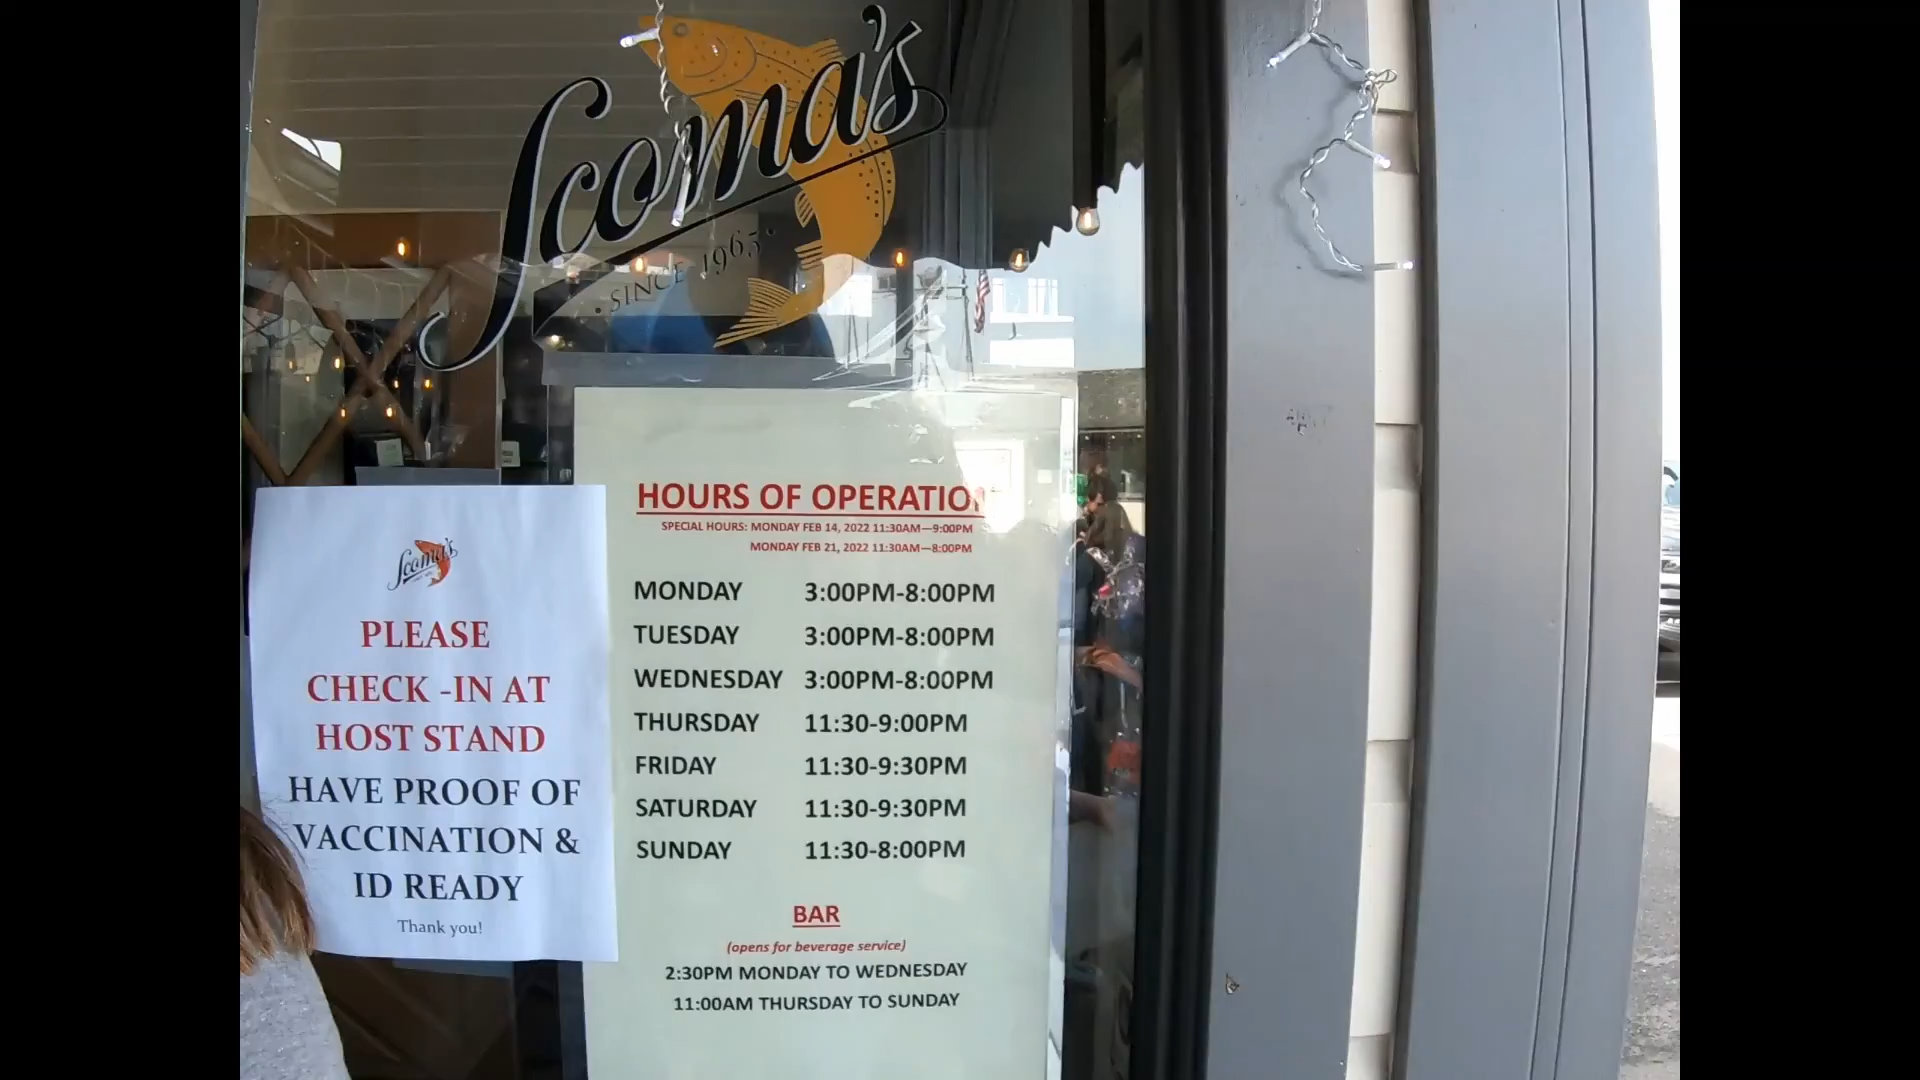 Scoma's
• SINCE 1965 •
HOURS OF OPERATION
SPECIAL HOURS: MONDAY FEB 14, 2022 11:30AM—9:00PM
MONDAY FEB 21, 2022 11:30AM—8:00PM
MONDAY 3:00PM-8:00PM
TUESDAY 3:00PM-8:00PM
WEDNESDAY 3:00PM-8:00PM
THURSDAY 11:30-9:00PM
FRIDAY 11:30-9:30PM
SATURDAY 11:30-9:30PM
SUNDAY 11:30-8:00PM
BAR
(opens for beverage service)
2:30PM MONDAY TO WEDNESDAY
11:00AM THURSDAY TO SUNDAY
Scoma's
PLEASE
CHECK -IN AT
HOST STAND
HAVE PROOF OF
VACCINATION &
ID READY
Thank you!